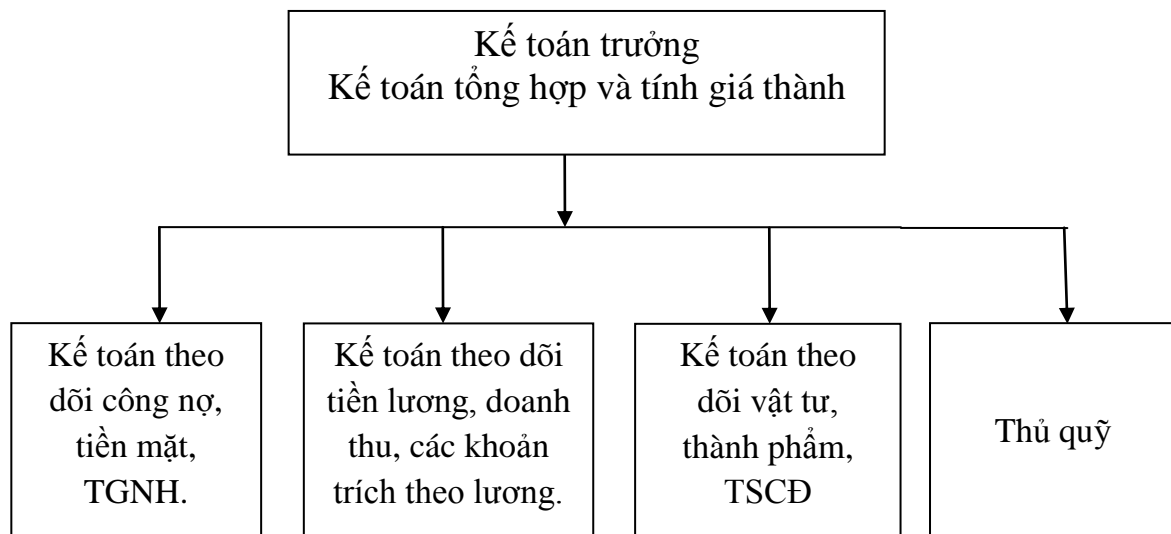 Kế toán trưởng
Kế toán tổng hợp và tính giá thành
Kế toán theo
dõi công nợ,
tiền mặt,
TGNH.
Kế toán theo dõi
tiền lương, doanh
thu, các khoản
trích theo lương.
Kế toán theo
dõi vật tư,
thành phẩm,
TSCĐ
Thủ quỹ